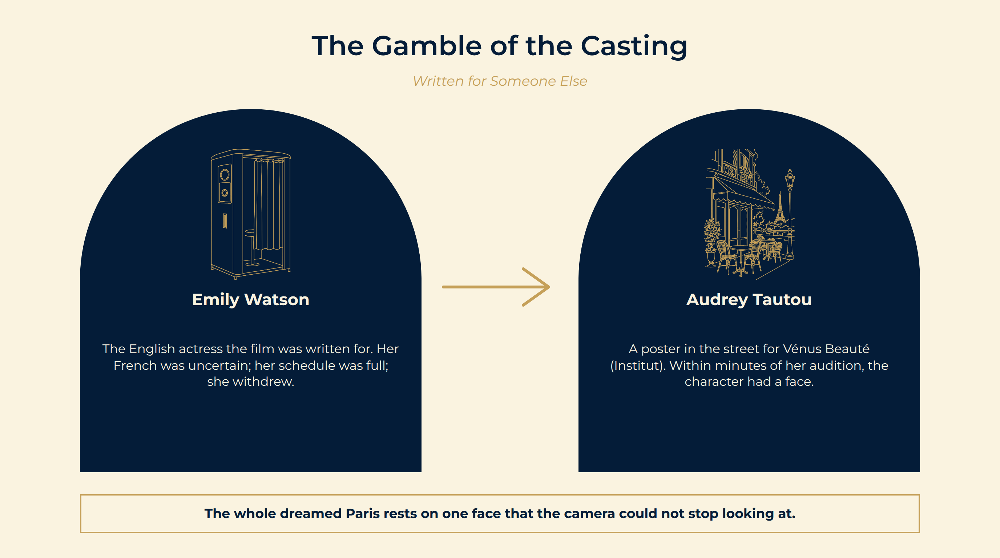 The Gamble of the Casting
Written for Someone Else
Emily Watson
The English actress the film was written for. Her
French was uncertain; her schedule was full;
she withdrew.
Audrey Tautou
A poster in the street for Vénus Beauté
(Institut). Within minutes of her audition, the
character had a face.
The whole dreamed Paris rests on one face that the camera could not stop looking at.